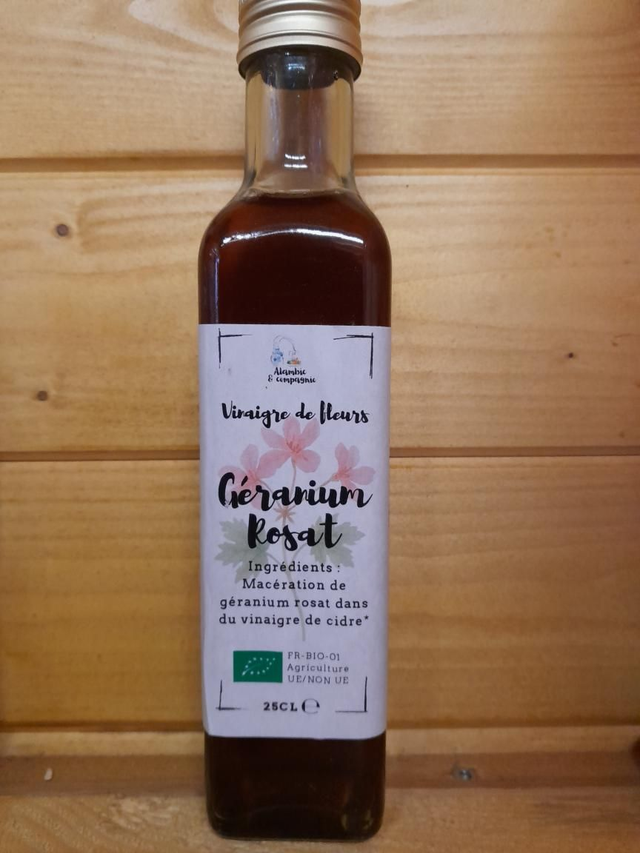 Alambic
& compagnie
Vinaigre de fleurs
Géranium
Rosat
Ingrédients :
Macération de
géranium rosat dans
du vinaigre de cidre*
FR-BIO-01
Agriculture
UE/NON UE
25CL ℮